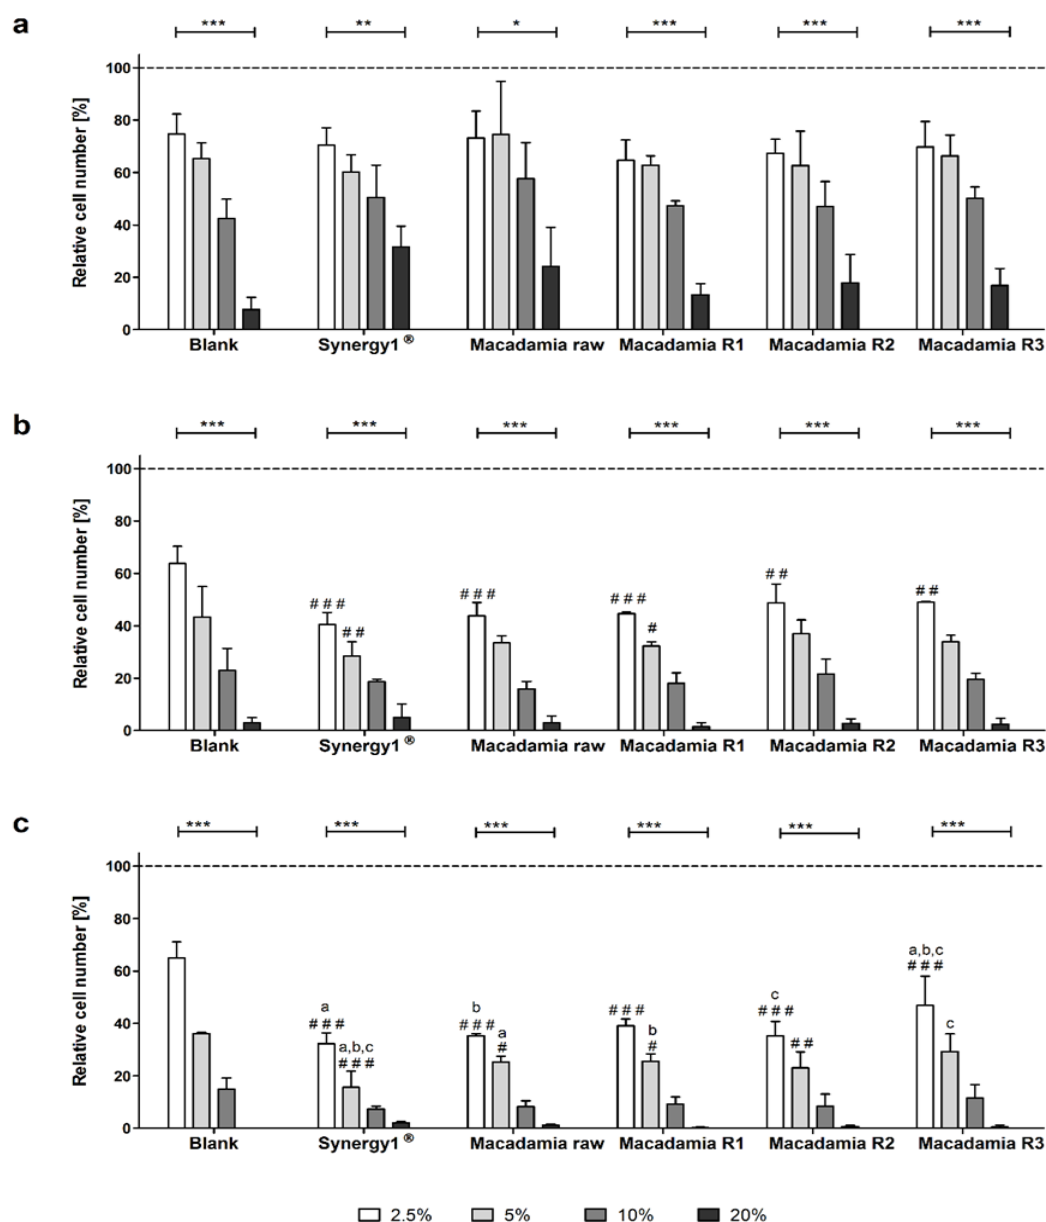 a
*** ** * *** *** ***
Relative cell number [%]
100
80
60
40
20
0
Blank Synergy1® Macadamia raw Macadamia R1 Macadamia R2 Macadamia R3
b
*** *** *** *** *** ***
Relative cell number [%]
100
80
60
40
20
0
# # # # # # # # # # # # #
# # #
Blank Synergy1® Macadamia raw Macadamia R1 Macadamia R2 Macadamia R3
c
*** *** *** *** *** ***
Relative cell number [%]
100
80
60
40
20
0
a b c a,b,c
# # # # # # # # # # # # # # #
a,b,c a b c
# # # # # # #
Blank Synergy1® Macadamia raw Macadamia R1 Macadamia R2 Macadamia R3
2.5% 5% 10% 20%